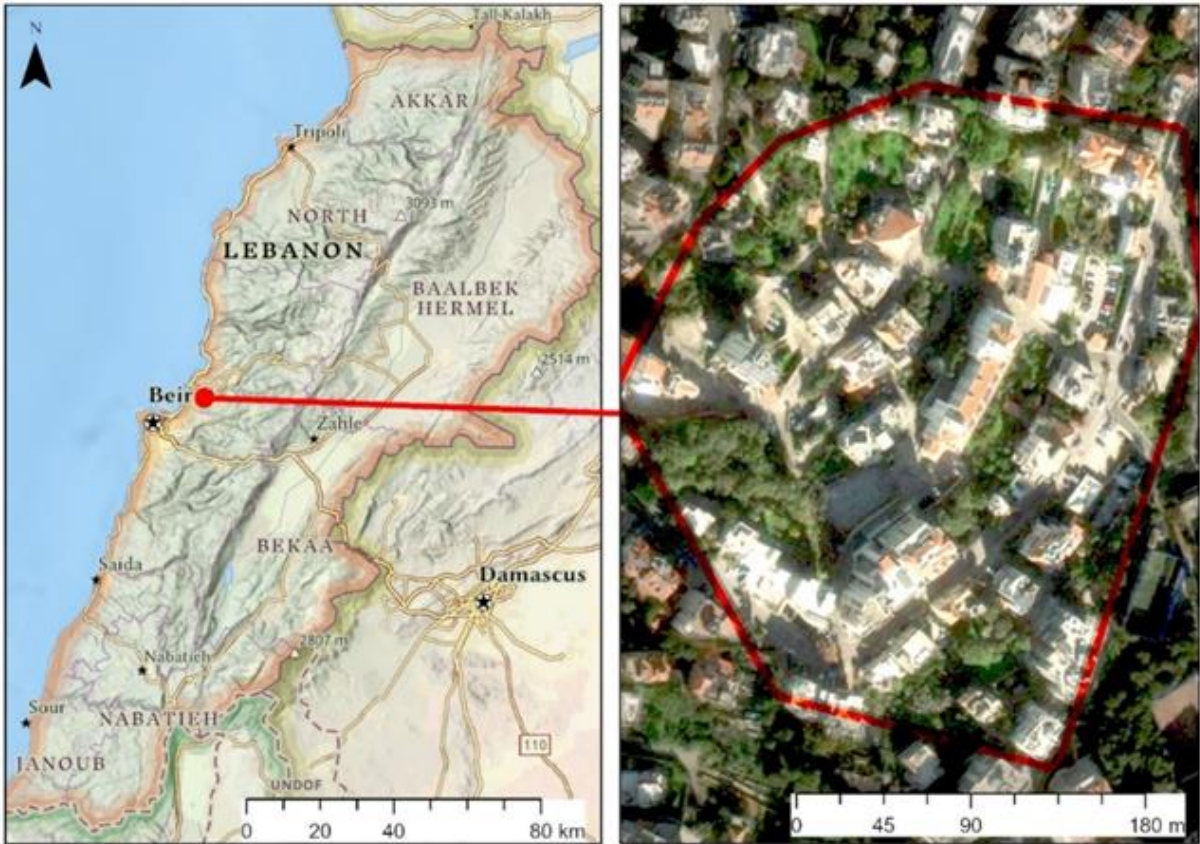 N
Tall-Kalakh
AKKAR
Tripoli
3093 m
NORTH
LEBANON
BAALBEK
HERMEL
2514 m
Beir
Zahle
BEKAA
Saida
Damascus
2807 m
Nabatieh
Sour
NABATIEH
110
JANOUB
UNDOF
0 20 40 80 km
0 45 90 180 m